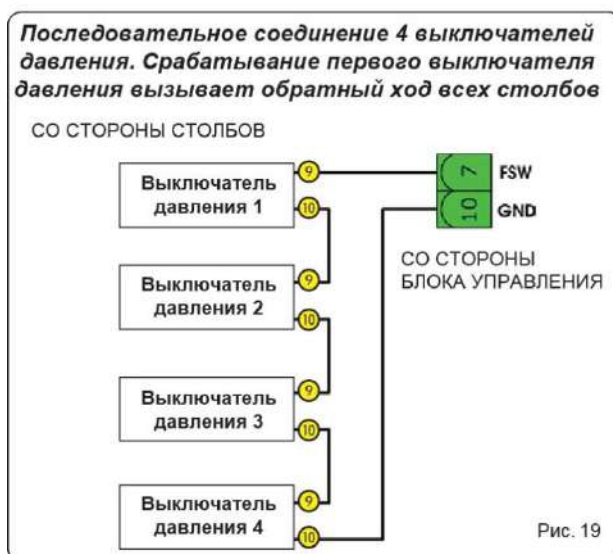 Последовательное соединение 4 выключателей
давления. Срабатывание первого выключателя
давления вызывает обратный ход всех столбов
СО СТОРОНЫ СТОЛБОВ
Выключатель
давления 1
9
10
Выключатель
давления 2
9
10
Выключатель
давления 3
9
10
Выключатель
давления 4
9
10
7 FSW
10 GND
СО СТОРОНЫ
БЛОКА УПРАВЛЕНИЯ
Рис. 19